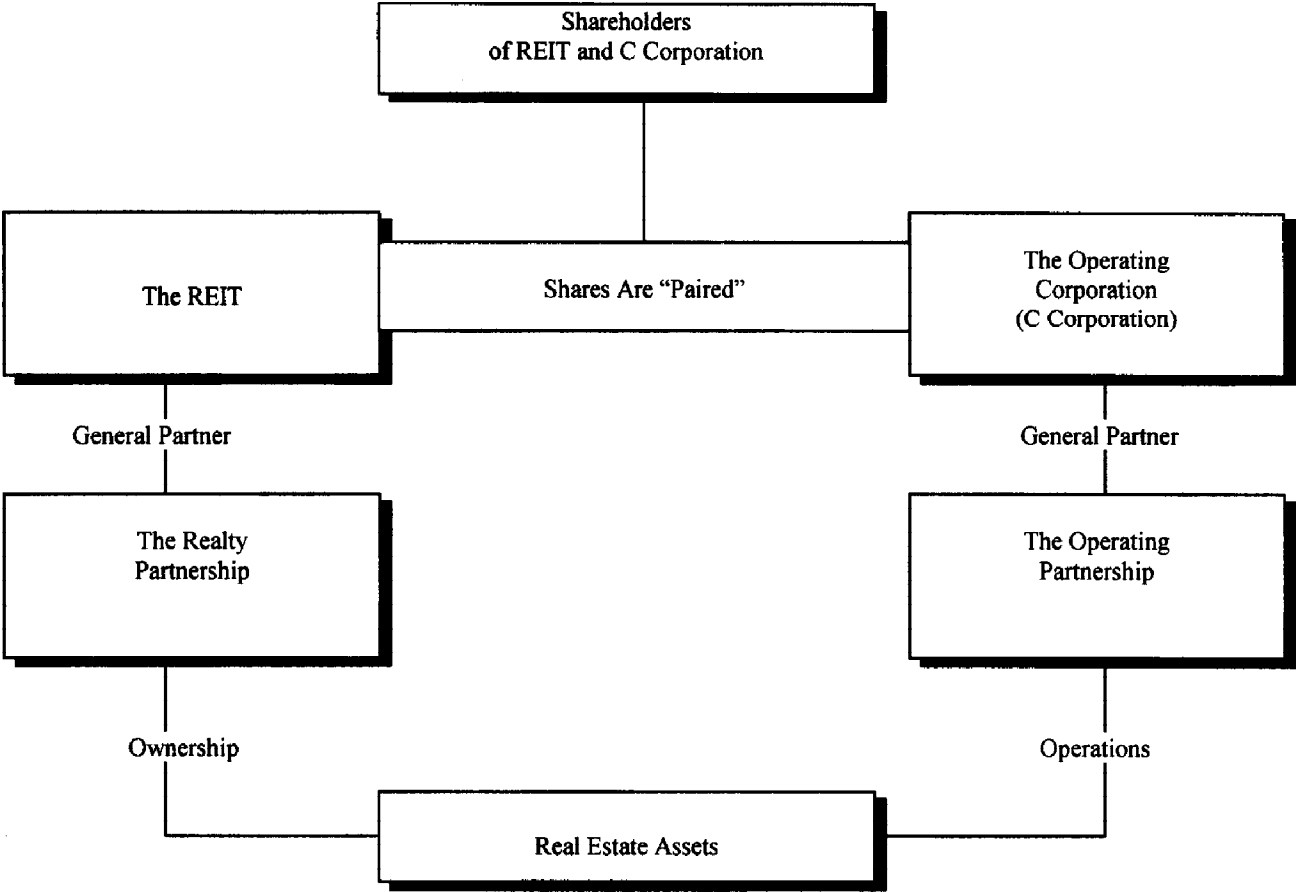 Shareholders
of REIT and C Corporation
The REIT
Shares Are “Paired”
The Operating
Corporation
(C Corporation)
General Partner
General Partner
The Realty
Partnership
The Operating
Partnership
Ownership
Operations
Real Estate Assets